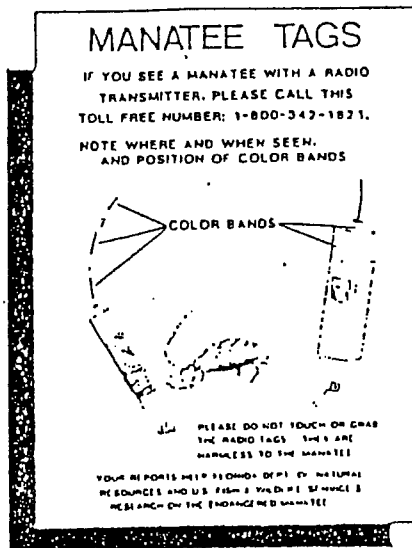 MANATEE TAGS
IF YOU SEE A MANATEE WITH A RADIO
TRANSMITTER, PLEASE CALL THIS
TOLL FREE NUMBER: 1-800-342-1821.
NOTE WHERE AND WHEN SEEN,
AND POSITION OF COLOR BANDS
COLOR BANDS
PLEASE DO NOT TOUCH OR GRAB
THE RADIO TAGS THEY ARE
HARMLESS TO THE MANATEE
YOUR REPORTS HELP FLORIDA DEPT OF NATURAL
RESOURCES AND U.S. FISH & WILDLIFE SERVICE'S
RESEARCH ON THE ENDANGERED MANATEE